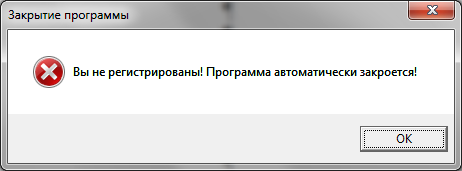 Закрытие программы
Вы не регистрированы! Программа автоматически закроется!
OK